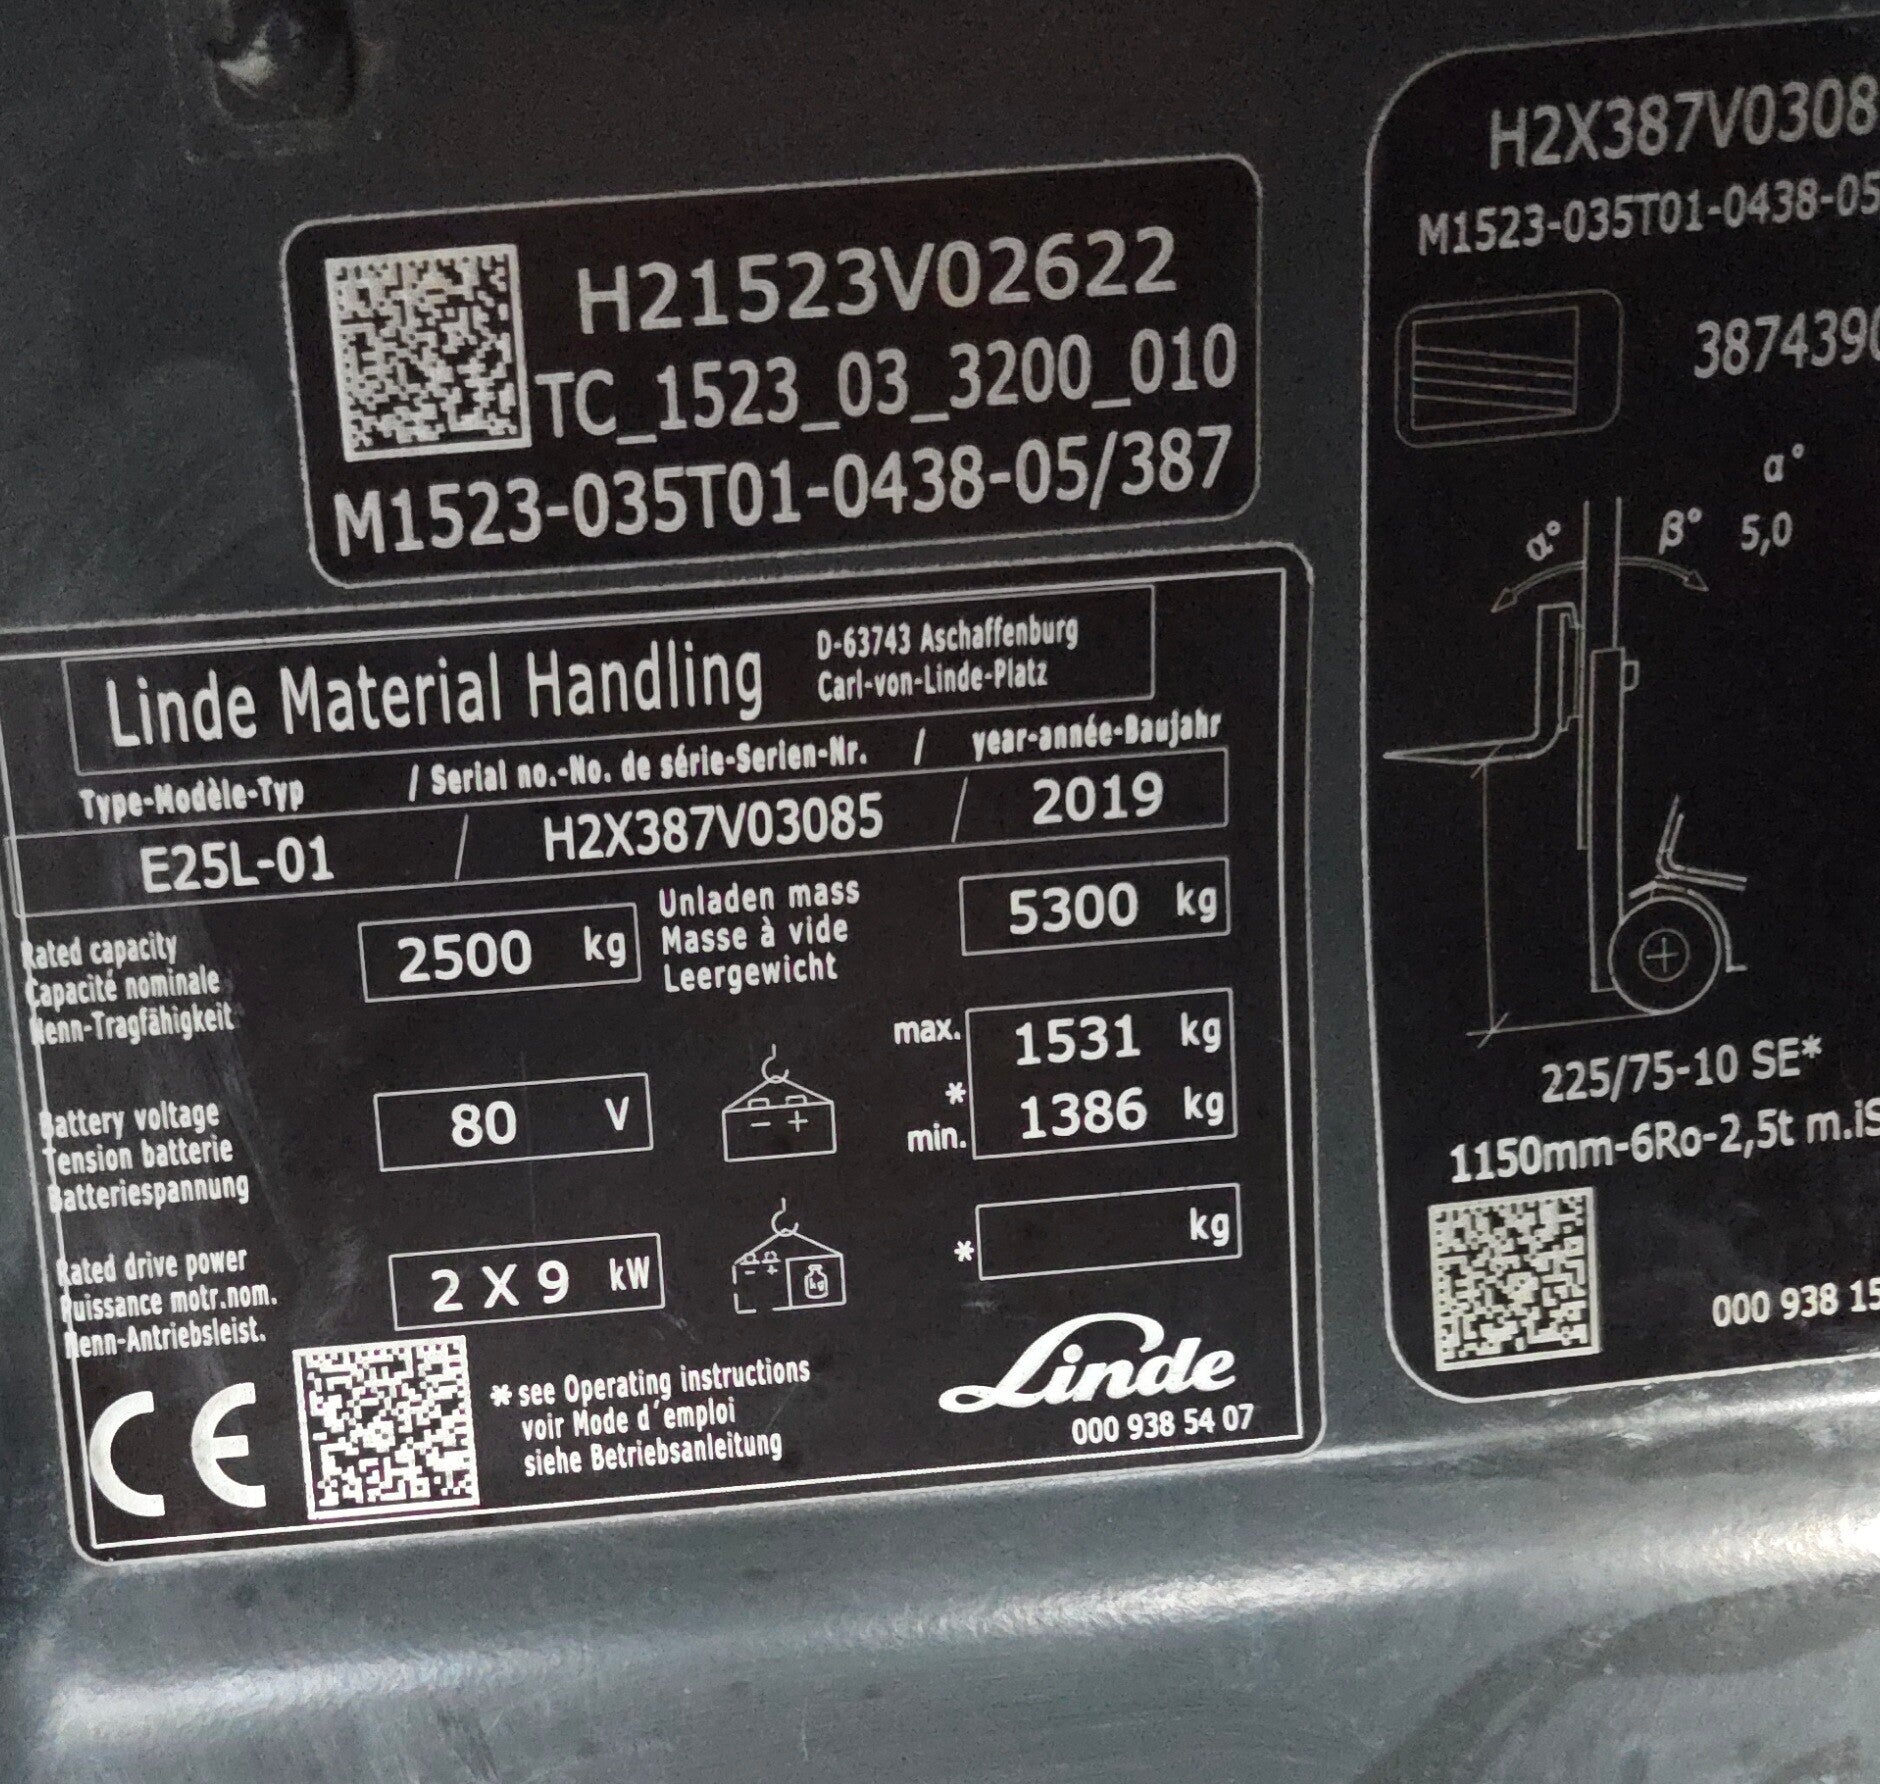 H21523V02622
TC_1523_03_3200_010
M1523-035T01-0438-05/387
Linde Material Handling
D-63743 Aschaffenburg
Carl-von-Linde-Platz
Type-Modèle-Typ / Serial no.-No. de série-Serien-Nr. / year-année-Baujahr
E25L-01 / H2X387V03085 / 2019
Rated capacity
Capacité nominale
Nenn-Tragfähigkeit
2500 kg
Unladen mass
Masse à vide
Leergewicht
5300 kg
Battery voltage
Tension batterie
Batteriespannung
80 V
- +
max. 1531 kg
*
min. 1386 kg
Rated drive power
Puissance motr.nom.
Nenn-Antriebsleist.
2 X 9 kW
- +
kg
* kg
CE
* see Operating instructions
voir Mode d'emploi
siehe Betriebsanleitung
Linde
000 938 54 07
H2X387V0308
M1523-035T01-0438-05
387439
α°
α° β° 5,0
225/75-10 SE*
1150mm-6Ro-2,5t m.iS
000 938 15